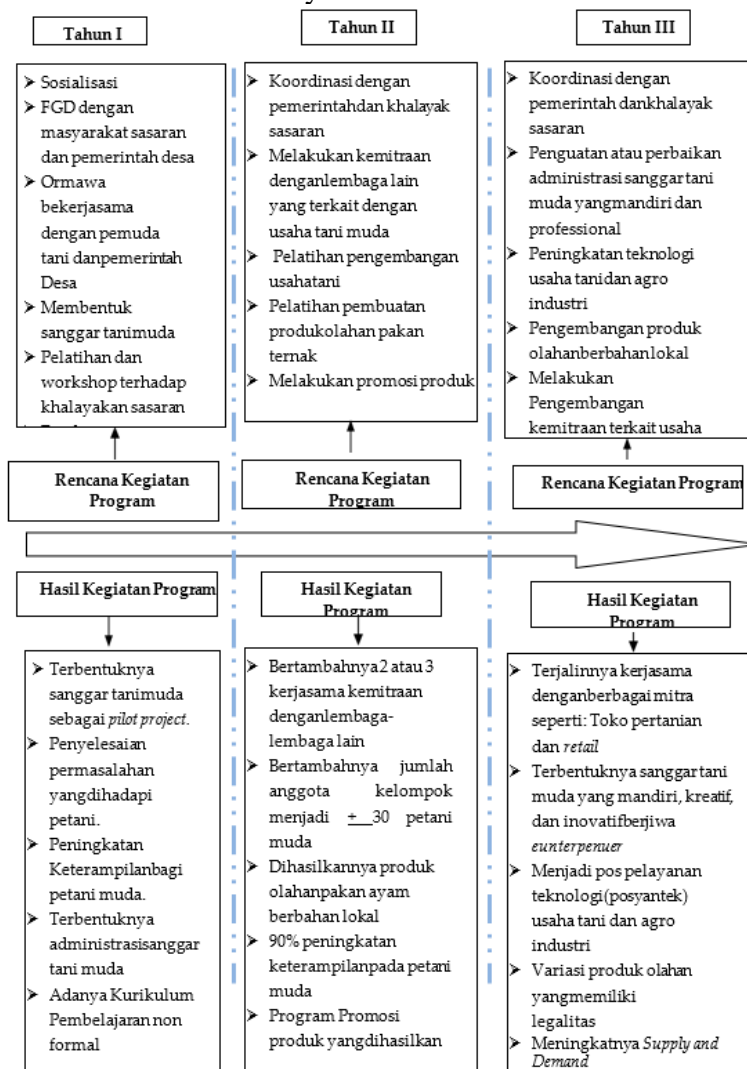 Tahun I
Sosialisasi
FGD dengan
masyarakat sasaran
dan pemerintah desa
Ormawa
bekerjasama
dengan pemuda
tani danpemerintah
Desa
Membentuk
sanggar tanimuda
Pelatihan dan
workshop terhadap
khalayakan sasaran
Rencana Kegiatan
Program
Tahun II
Koordinasi dengan
pemerintahdan khalayak
sasaran
Melakukan kemitraan
denganlembaga lain
yang terkait dengan
usaha tani muda
Pelatihan pengembangan
usahatani
Pelatihan pembuatan
produkolahan pakan
ternak
Melakukan promosi produk
Rencana Kegiatan
Program
Tahun III
Koordinasi dengan
pemerintah dankhalayak
sasaran
Penguatan atau perbaikan
administrasi sanggar tani
muda yangmandiri dan
professional
Peningkatan teknologi
usaha tanidan agro
industri
Pengembangan produk
olahanberbahan lokal
Melakukan
Pengembangan
kemitraan terkait usaha
Rencana Kegiatan Program
Hasil Kegiatan Program
Terbentuknya
sanggar tanimuda
sebagai pilot project.
Penyelesaian
permasalahan
yangdihadapi
petani.
Peningkatan
Keterampilanbagi
petani muda.
Terbentuknya
administrasisanggar
tani muda
Adanya Kurikulum
Pembelajaran non
formal
Hasil Kegiatan
Program
Bertambahnya 2 atau 3
kerjasama kemitraan
denganlembaga-
lembaga lain
Bertambahnya jumlah
anggota kelompok
menjadi +_ 30 petani
muda
Dihasilkannya produk
olahanpakan ayam
berbahan lokal
90% peningkatan
keterampilanpada petani
muda
Program Promosi
produk yangdihasilkan
Hasil Kegiatan
Program
Terjalinnya kerjasama
denganberbagai mitra
seperti: Toko pertanian
dan retail
Terbentuknya sanggar tani
muda yang mandiri, kreatif,
dan inovatifberjiwa
eunterpenuer
Menjadi pos pelayanan
teknologi(posyantek)
usaha tani dan agro
industri
Variasi produk olahan
yangmemiliki
legalitas
Meningkatnya Supply and
Demand